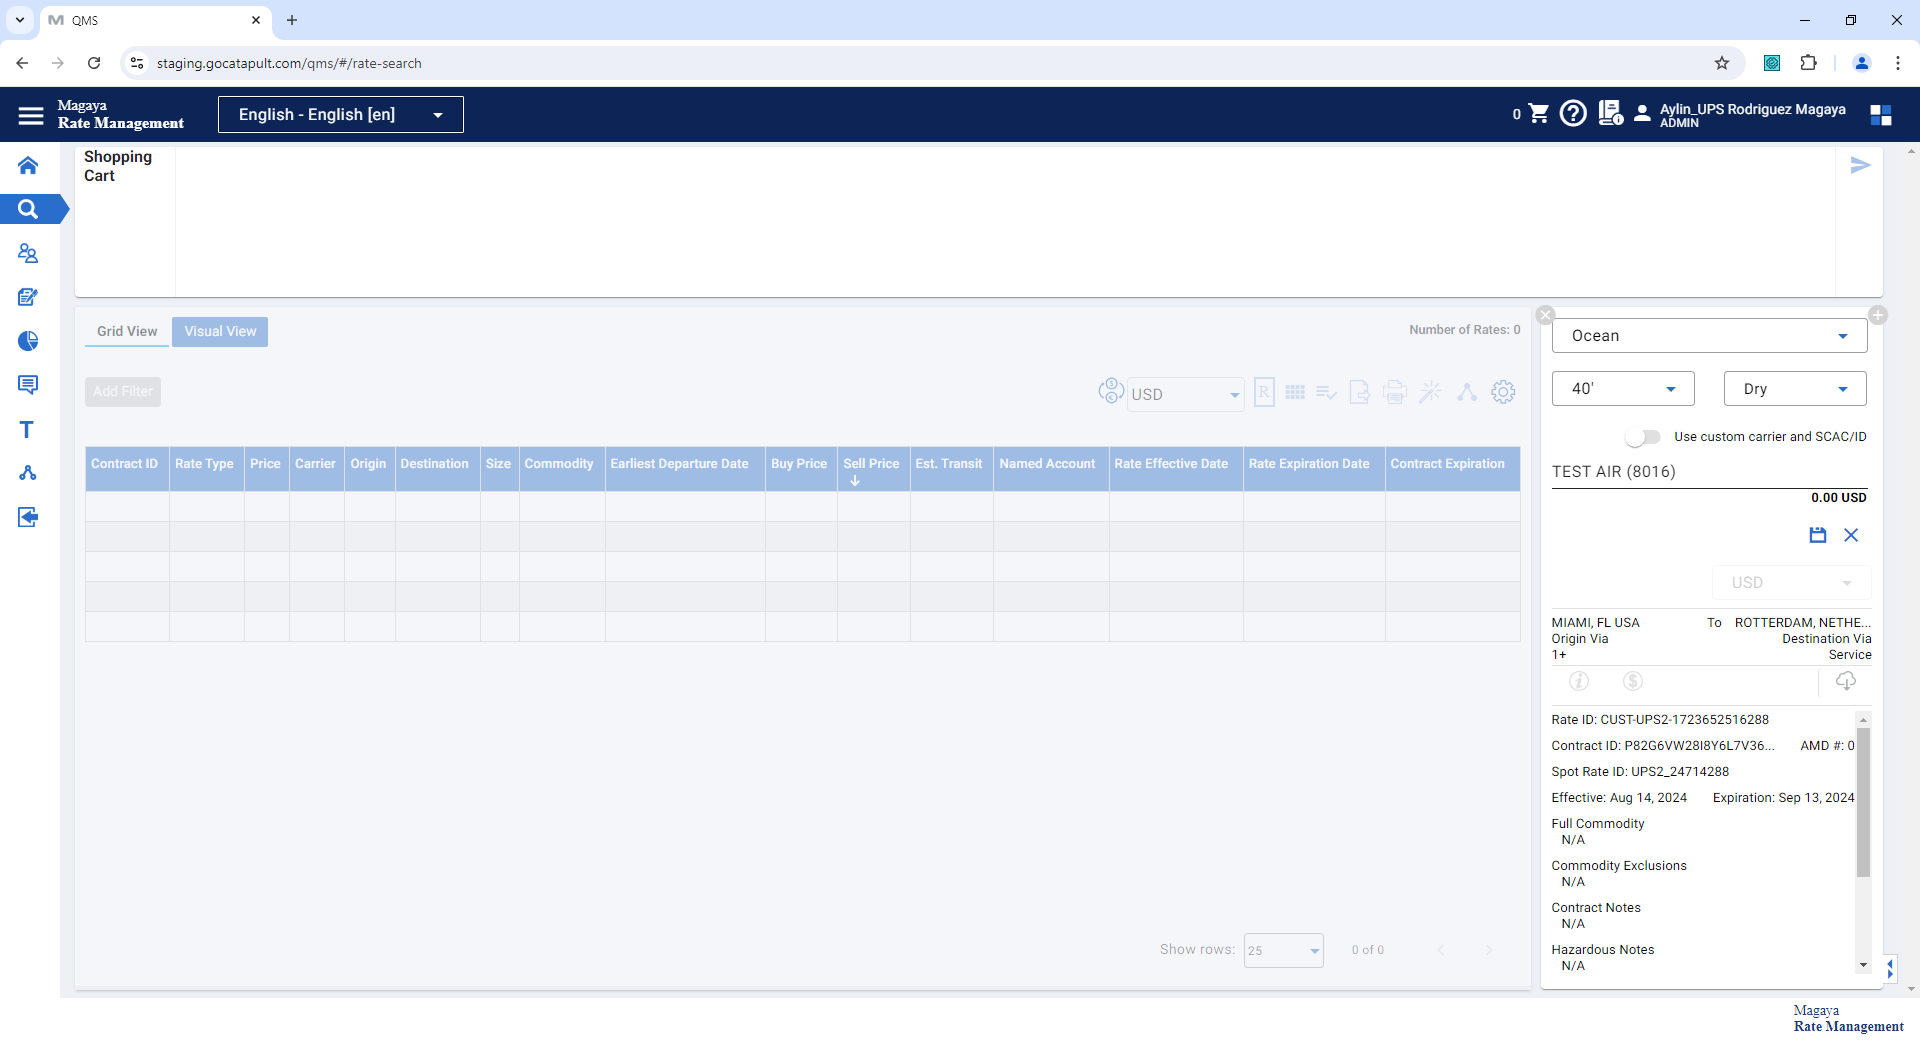 QMS
staging.gocatapult.com/qms/#/rate-search
Magaya
Rate Management
English - English [en]
0
Aylin_UPS Rodriguez Magaya
ADMIN
Shopping
Cart
Grid View
Visual View
Number of Rates: 0
Add Filter
USD
R
Contract ID
Rate Type
Price
Carrier
Origin
Destination
Size
Commodity
Earliest Departure Date
Buy Price
Sell Price
Est. Transit
Named Account
Rate Effective Date
Rate Expiration Date
Contract Expiration
Show rows:
25
0 of 0
Ocean
40'
Dry
Use custom carrier and SCAC/ID
TEST AIR (8016)
0.00 USD
USD
MIAMI, FL USA To ROTTERDAM, NETHE...
Origin Via Destination Via
1+ Service
Rate ID: CUST-UPS2-1723652516288
Contract ID: P82G6VW28I8Y6L7V36... AMD #: 0
Spot Rate ID: UPS2_24714288
Effective: Aug 14, 2024 Expiration: Sep 13, 2024
Full Commodity
N/A
Commodity Exclusions
N/A
Contract Notes
N/A
Hazardous Notes
N/A
Magaya
Rate Management